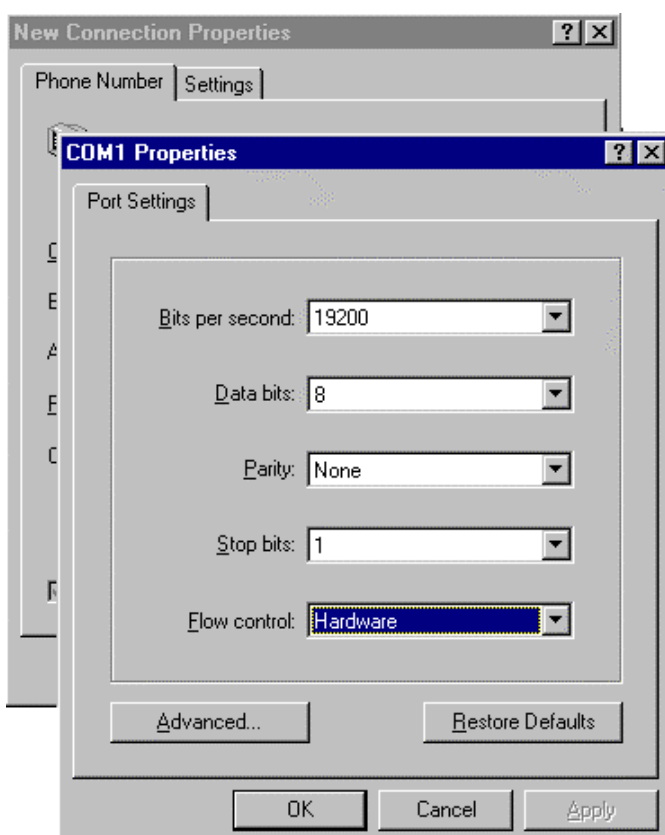 New Connection Properties
Phone Number Settings
COM1 Properties
Port Settings
Bits per second: 19200
Data bits: 8
Parity: None
Stop bits: 1
Flow control: Hardware
Advanced... Restore Defaults
OK Cancel Apply